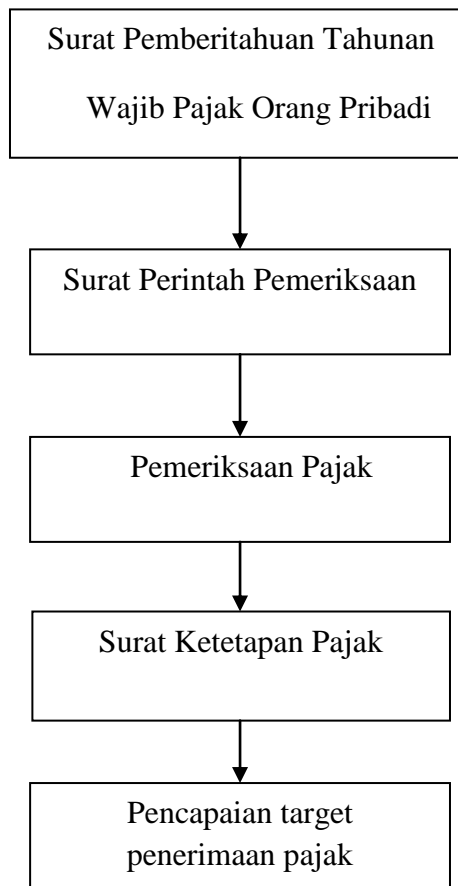 Surat Pemberitahuan Tahunan
Wajib Pajak Orang Pribadi
Surat Perintah Pemeriksaan
Pemeriksaan Pajak
Surat Ketetapan Pajak
Pencapaian target
penerimaan pajak